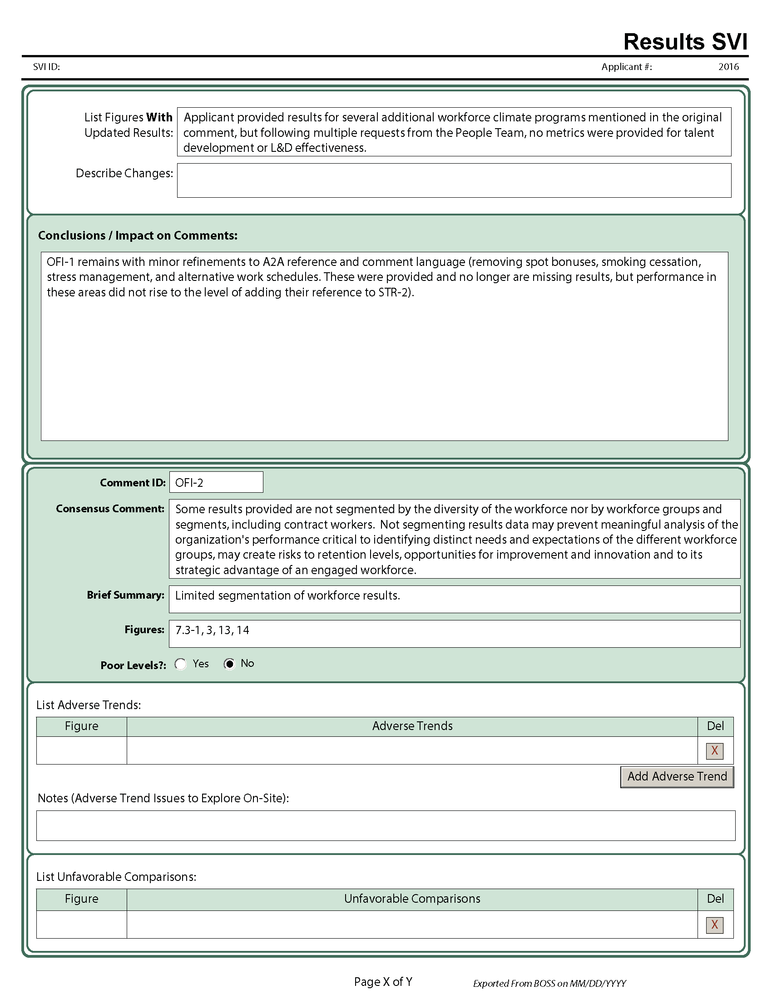 Results SVI
SVI ID:
Applicant #: 2016
List Figures With
Updated Results:
Applicant provided results for several additional workforce climate programs mentioned in the original
comment, but following multiple requests from the People Team, no metrics were provided for talent
development or L&D effectiveness.
Describe Changes:
Conclusions / Impact on Comments:
OFI-1 remains with minor refinements to A2A reference and comment language (removing spot bonuses, smoking cessation,
stress management, and alternative work schedules. These were provided and no longer are missing results, but performance in
these areas did not rise to the level of adding their reference to STR-2).
Comment ID: OFI-2
Consensus Comment:
Some results provided are not segmented by the diversity of the workforce nor by workforce groups and
segments, including contract workers.  Not segmenting results data may prevent meaningful analysis of the
organization's performance critical to identifying distinct needs and expectations of the different workforce
groups, may create risks to retention levels, opportunities for improvement and innovation and to its
strategic advantage of an engaged workforce.
Brief Summary: Limited segmentation of workforce results.
Figures: 7.3-1, 3, 13, 14
Poor Levels?: Yes No
List Adverse Trends:
Figure Adverse Trends Del
X
Add Adverse Trend
Notes (Adverse Trend Issues to Explore On-Site):
List Unfavorable Comparisons:
Figure Unfavorable Comparisons Del
X
Page X of Y
Exported From BOSS on MM/DD/YYYY